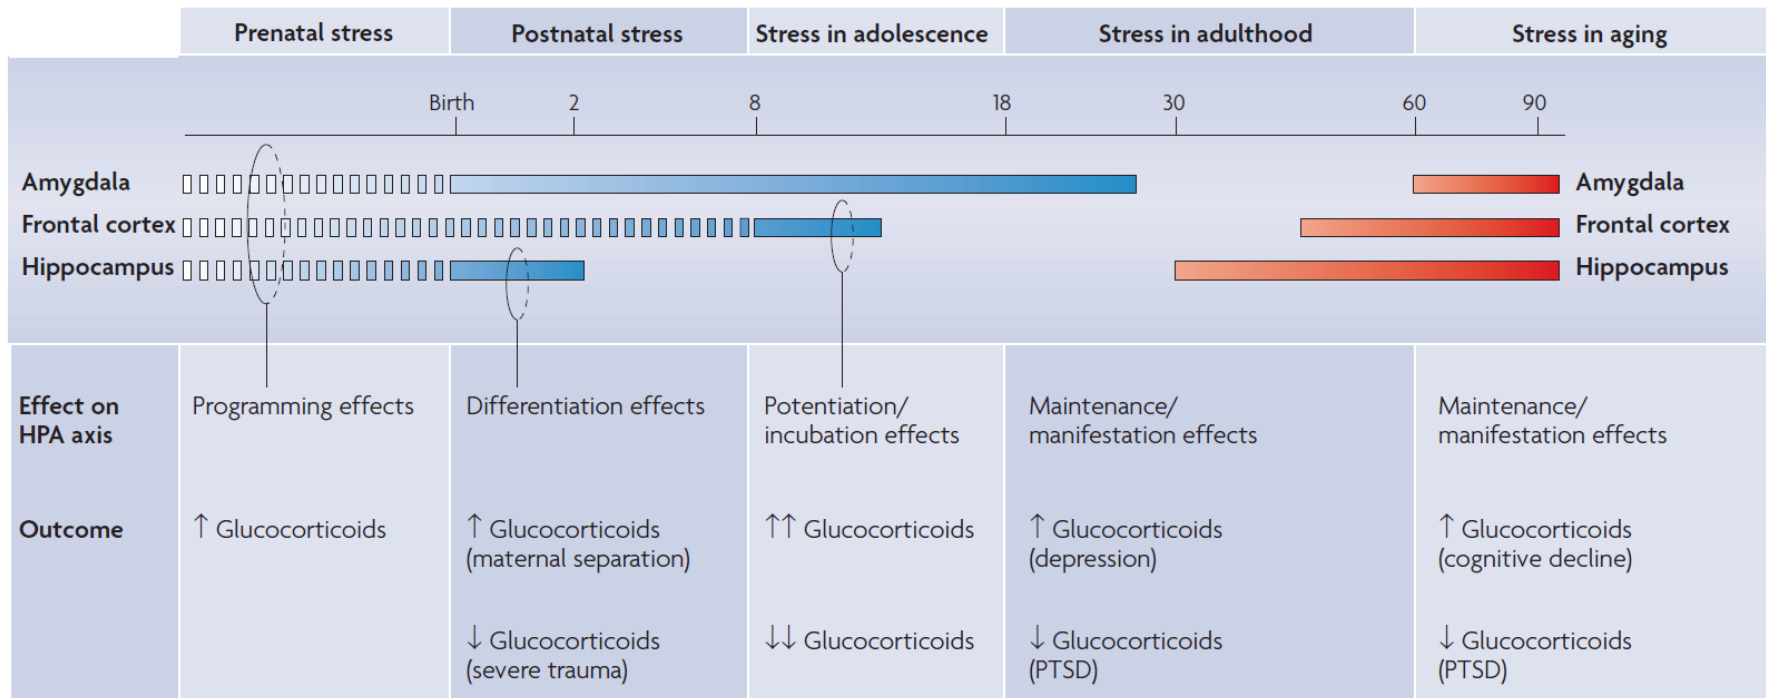 Prenatal stress
Postnatal stress
Stress in adolescence
Stress in adulthood
Stress in aging
Birth
2
8
18
30
60
90
Amygdala
Amygdala
Frontal cortex
Frontal cortex
Hippocampus
Hippocampus
Effect on
HPA axis
Programming effects
Differentiation effects
Potentiation/
incubation effects
Maintenance/
manifestation effects
Maintenance/
manifestation effects
Outcome
↑ Glucocorticoids
↑ Glucocorticoids
(maternal separation)
↑↑ Glucocorticoids
↑ Glucocorticoids
(depression)
↑ Glucocorticoids
(cognitive decline)
↓ Glucocorticoids
(severe trauma)
↓↓ Glucocorticoids
↓ Glucocorticoids
(PTSD)
↓ Glucocorticoids
(PTSD)